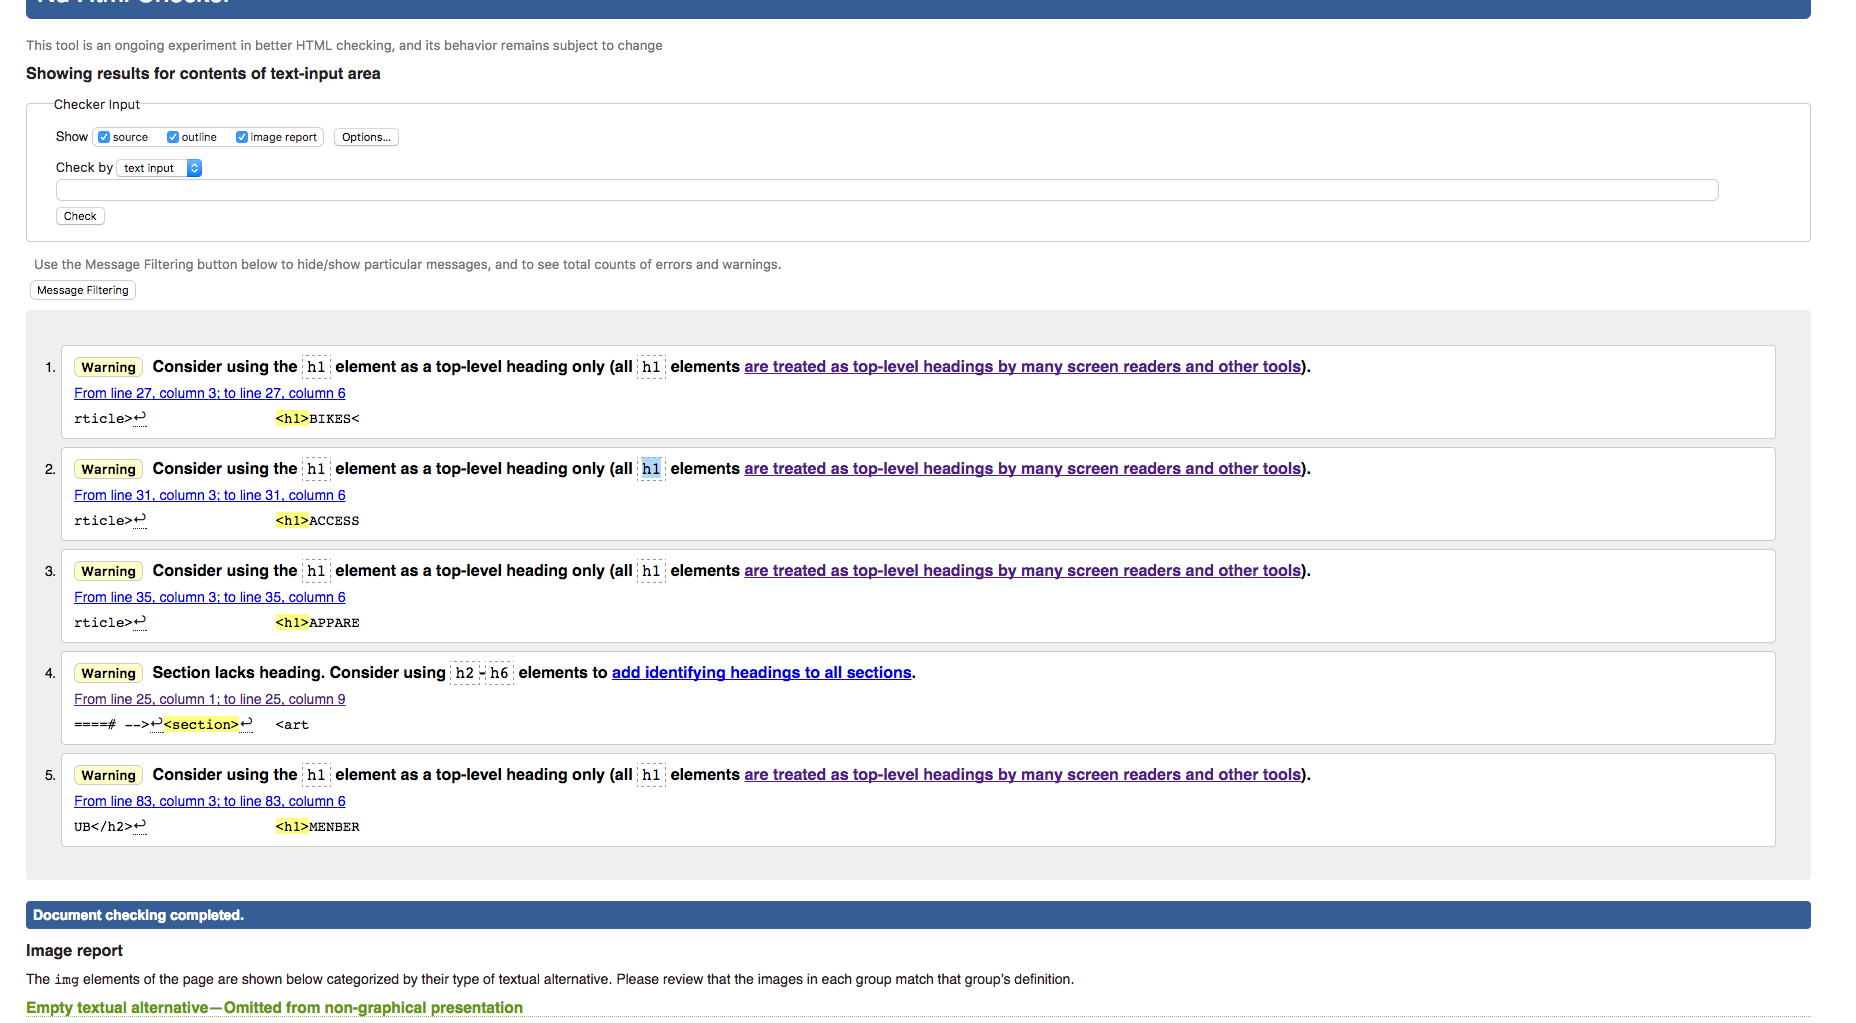 Nu Html Checker
This tool is an ongoing experiment in better HTML checking, and its behavior remains subject to change
Showing results for contents of text-input area
Checker Input
Show source outline image report Options...
Check by text input
Check
Use the Message Filtering button below to hide/show particular messages, and to see total counts of errors and warnings.
Message Filtering
1. Warning Consider using the h1 element as a top-level heading only (all h1 elements are treated as top-level headings by many screen readers and other tools).
From line 27, column 3; to line 27, column 6
rticle>↩ <h1>BIKES<
2. Warning Consider using the h1 element as a top-level heading only (all h1 elements are treated as top-level headings by many screen readers and other tools).
From line 31, column 3; to line 31, column 6
rticle>↩ <h1>ACCESS
3. Warning Consider using the h1 element as a top-level heading only (all h1 elements are treated as top-level headings by many screen readers and other tools).
From line 35, column 3; to line 35, column 6
rticle>↩ <h1>APPARE
4. Warning Section lacks heading. Consider using h2-h6 elements to add identifying headings to all sections.
From line 25, column 1; to line 25, column 9
====# -->↩<section>↩ <art
5. Warning Consider using the h1 element as a top-level heading only (all h1 elements are treated as top-level headings by many screen readers and other tools).
From line 83, column 3; to line 83, column 6
UB</h2>↩ <h1>MENBER
Document checking completed.
Image report
The img elements of the page are shown below categorized by their type of textual alternative. Please review that the images in each group match that group's definition.
Empty textual alternative—Omitted from non-graphical presentation